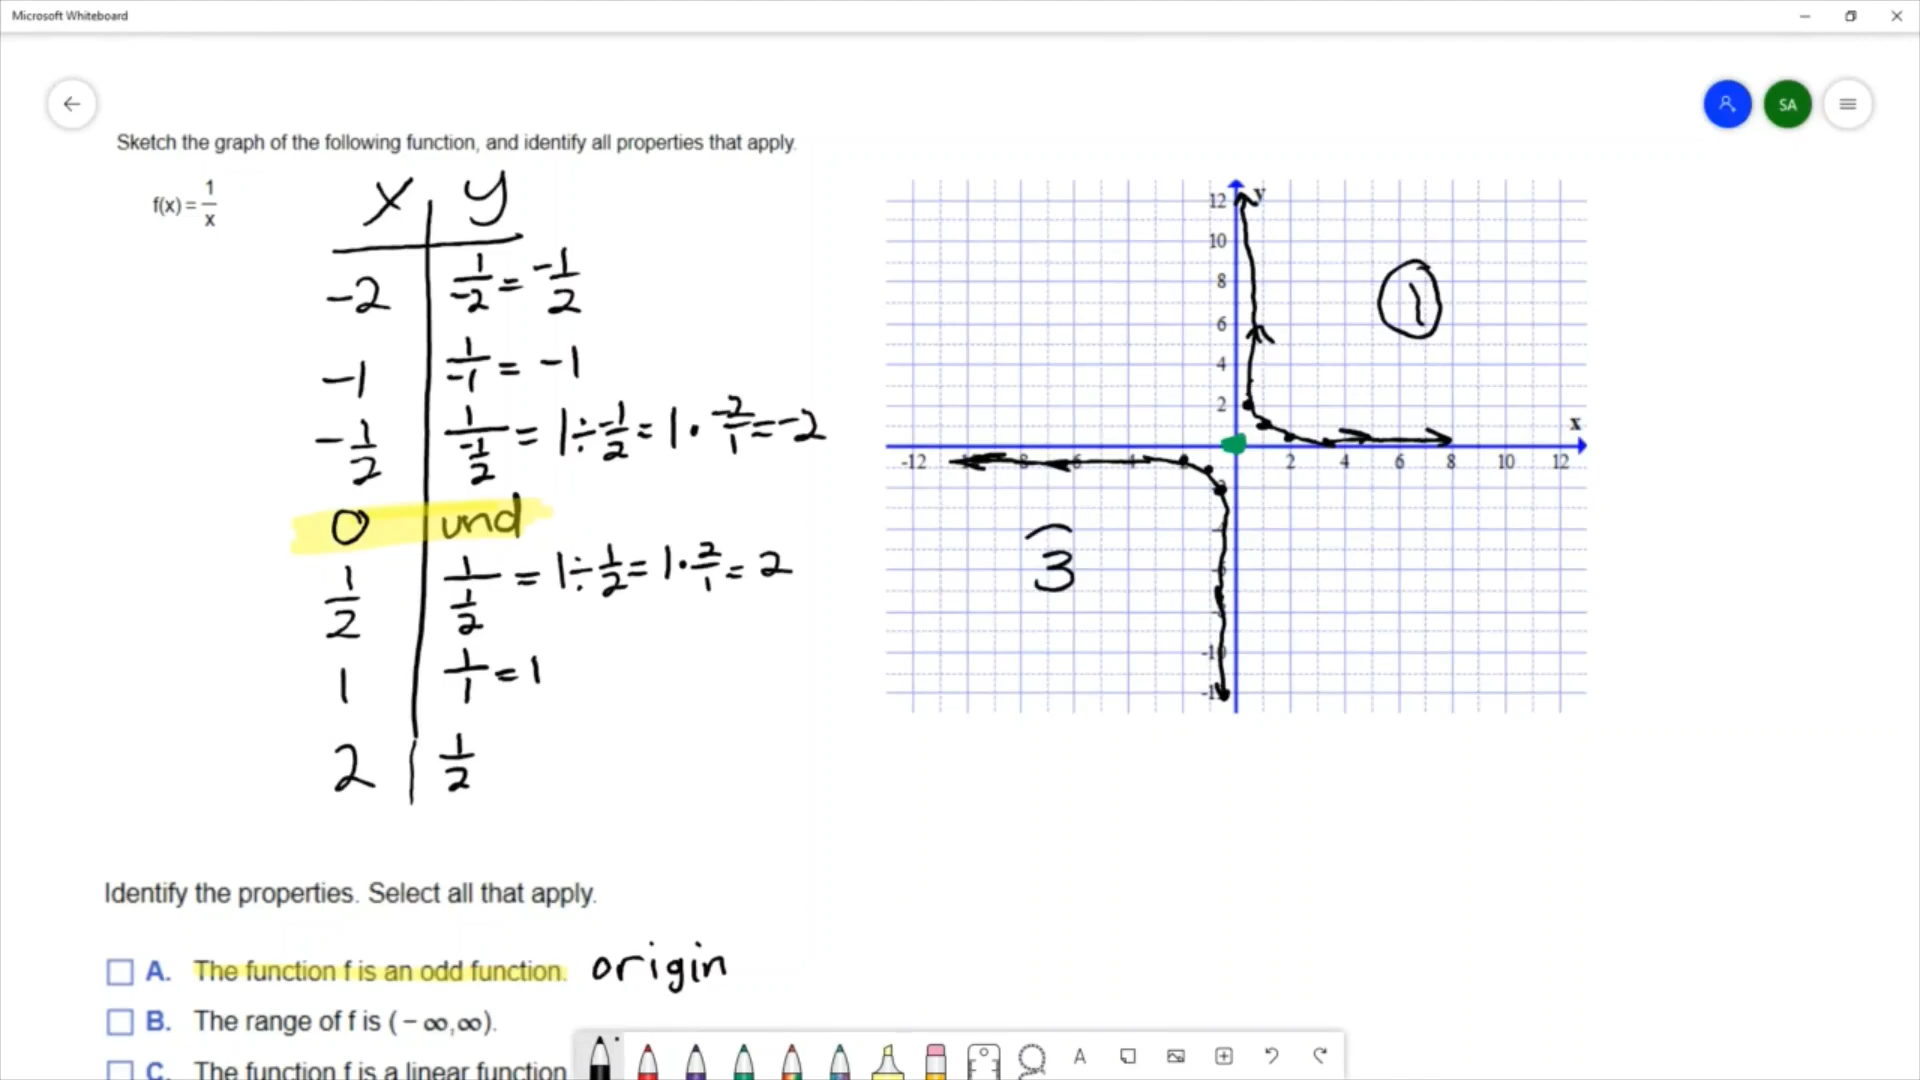 Microsoft Whiteboard
SA
Sketch the graph of the following function, and identify all properties that apply.
f(x) = 1/x
x y
-2 1/-2 = -1/2
-1 1/-1 = -1
-1/2 1/(-1/2) = 1 ÷ -1/2 = 1 · -2/1 = -2
0 und
1/2 1/(1/2) = 1 ÷ 1/2 = 1 · 2/1 = 2
1 1/1 = 1
2 1/2
y
12
10
8
6
4
2
x
-12 2 4 6 8 10 12
1
3
Identify the properties. Select all that apply.
A. The function f is an odd function. origin
B. The range of f is (-∞,∞).
C. The function f is a linear function
A